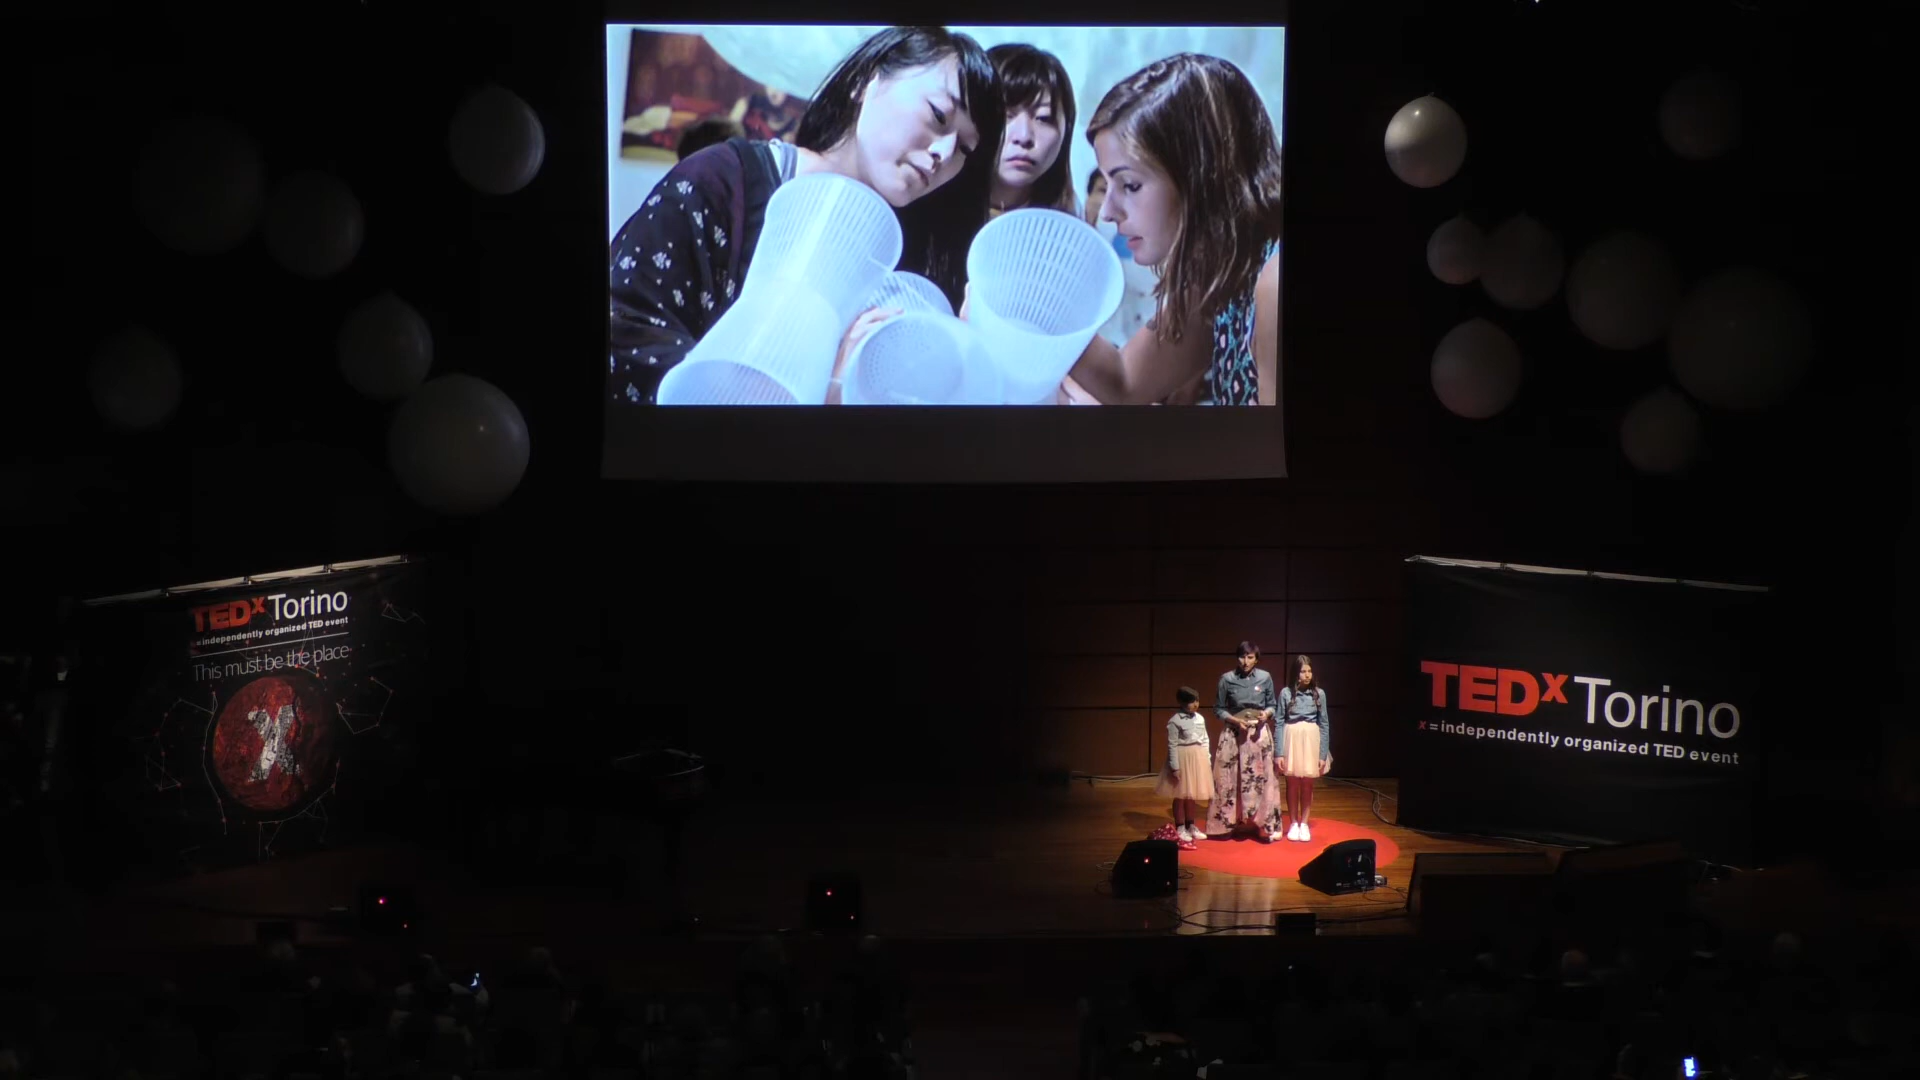 TEDx Torino
x = independently organized TED event
This must be the place
x
TEDx Torino
x = independently organized TED event